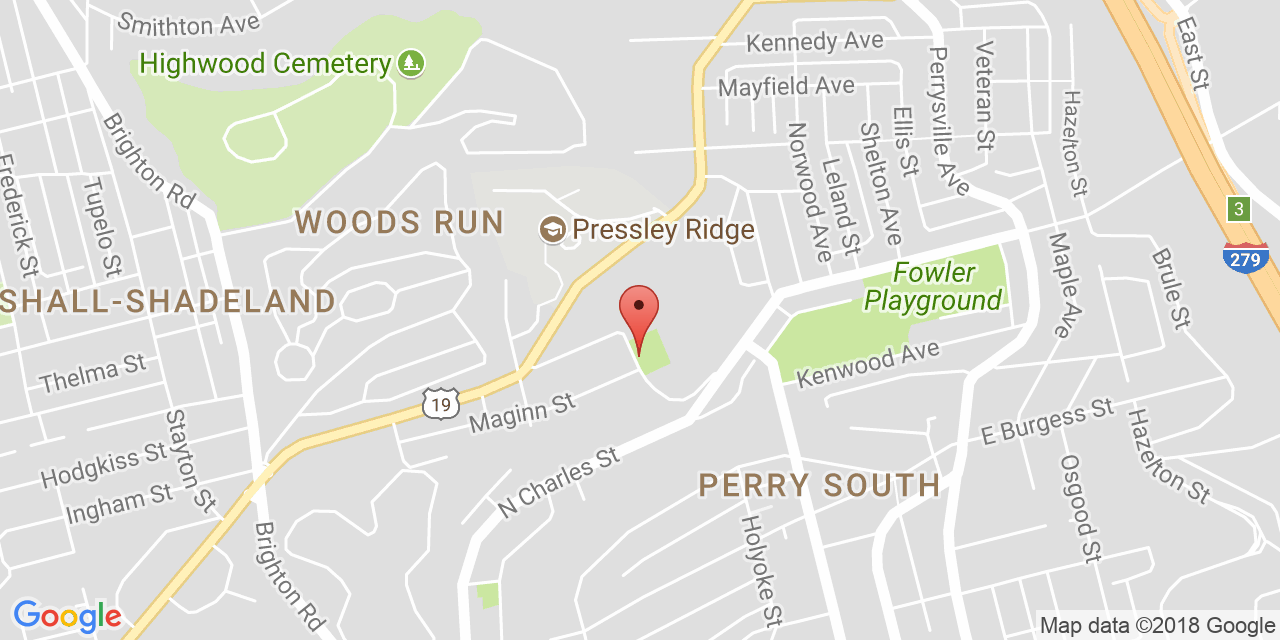 Smithton Ave
Highwood Cemetery
Kennedy Ave
Mayfield Ave
Perrysville Ave
Veteran St
East St
Hazelton St
Ellis St
Shelton Ave
Leland St
Norwood Ave
Brighton Rd
Frederick St
Tupelo St
WOODS RUN
Pressley Ridge
3
279
Maple Ave
Brule St
Fowler
Playground
SHALL-SHADELAND
Thelma St
Kenwood Ave
19
Maginn St
Stayton St
E Burgess St
Hazelton St
Hodgkiss St
Ingham St
N Charles St
PERRY SOUTH
Osgood St
Holyoke St
Brighton Rd
Google
Map data ©2018 Google